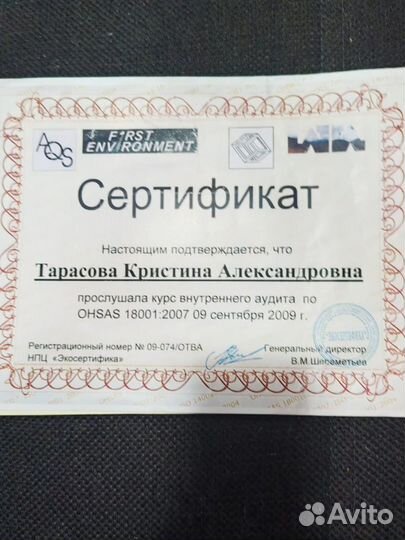 AQS
FIRST
ENVIRONMENT
Сертификат
Настоящим подтверждается, что
Тарасова Кристина Александровна
прослушала курс внутреннего аудита по
OHSAS 18001:2007 09 сентября 2009 г.
Регистрационный номер № 09-074/ОТВА
Генеральный директор
НПЦ «Экосертифика»
В.М.Шереметьев
Avito